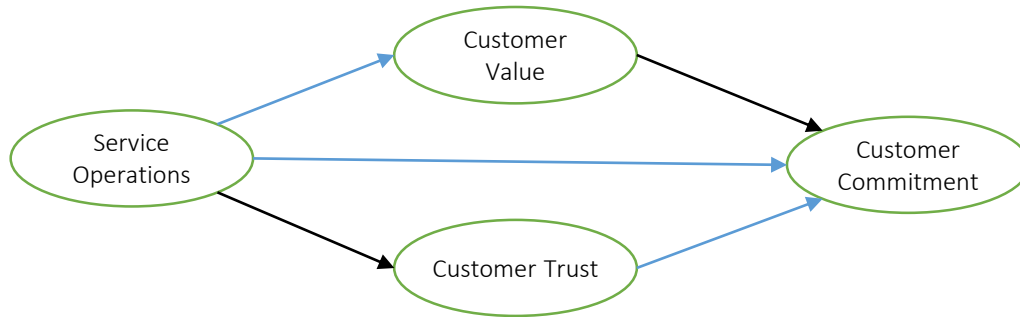 Customer
Value
Service
Operations
Customer
Commitment
Customer Trust